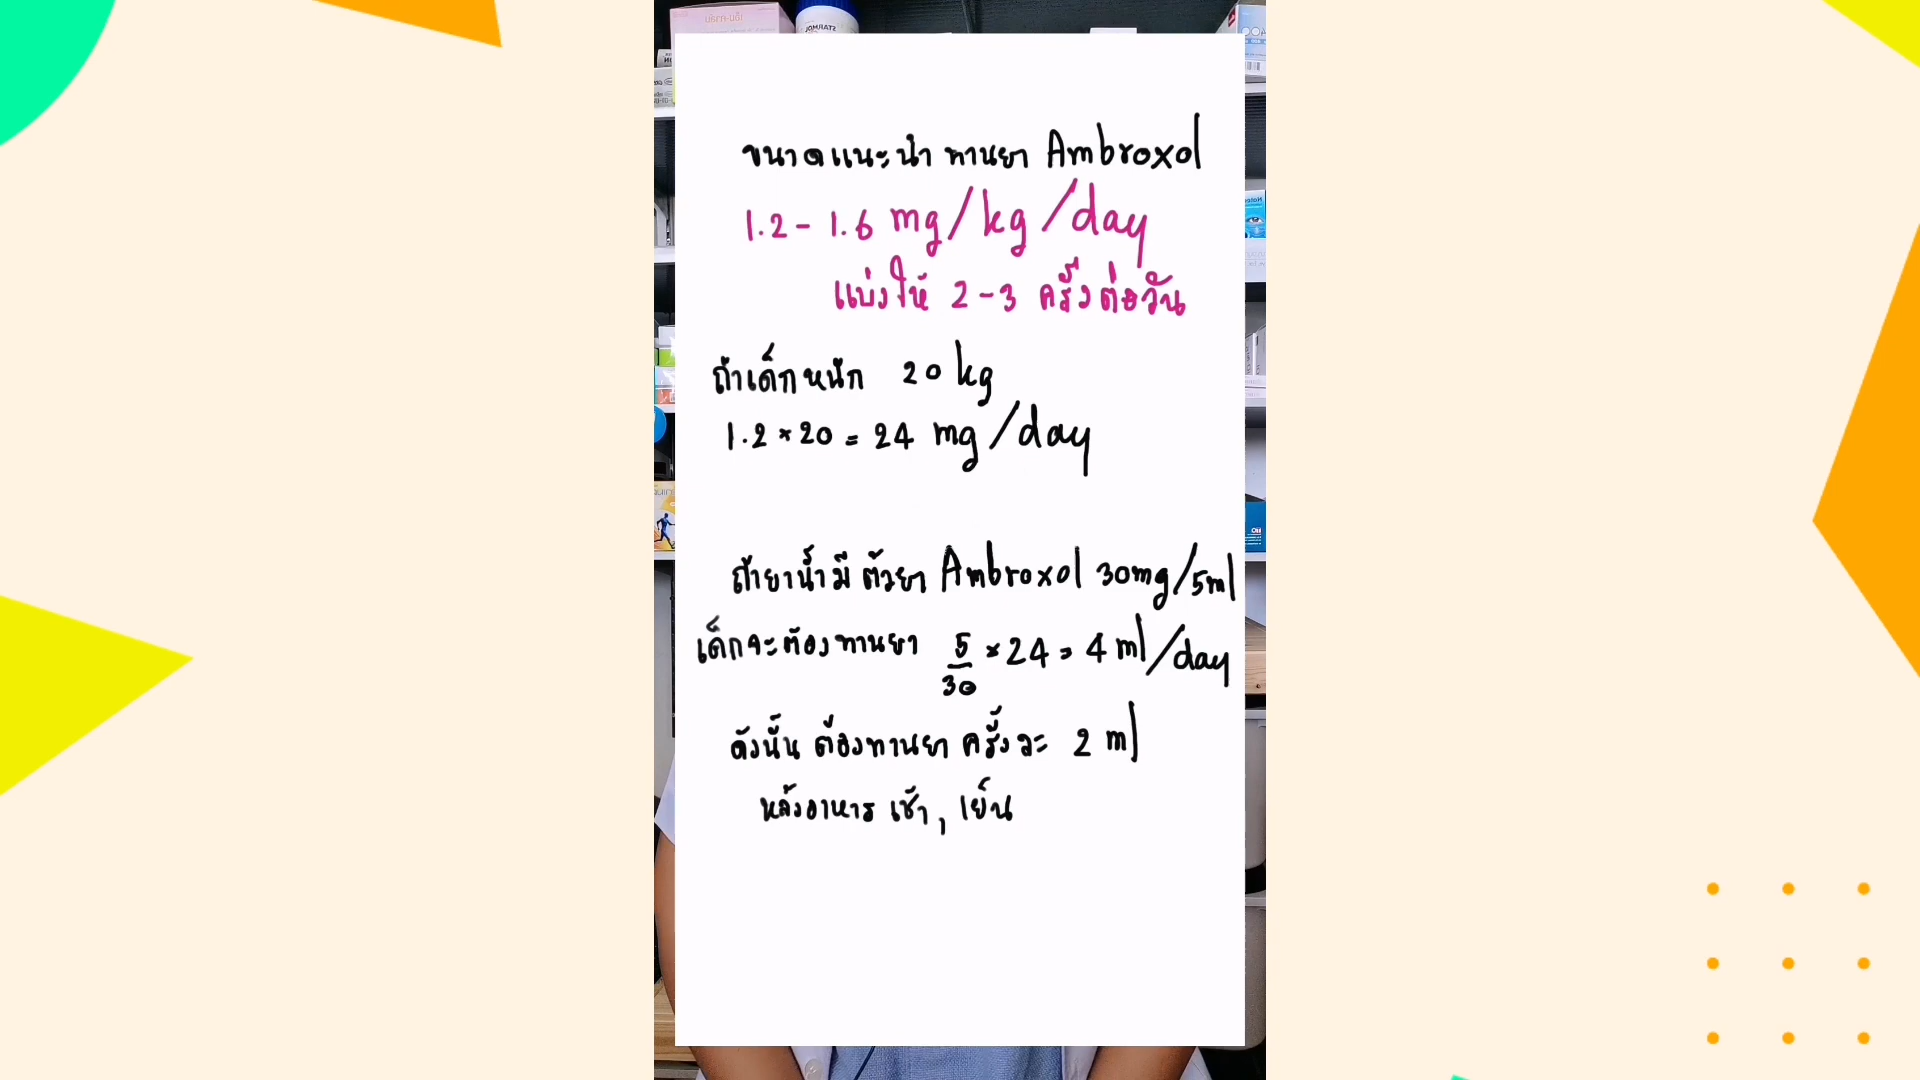 STARMOL
ขนาดแนะนำ ทานยา Ambroxol
1.2 - 1.6 mg/kg/day
แบ่งให้ 2-3 ครั้งต่อวัน
ถ้าเด็กหนัก 20 kg
1.2 × 20 = 24 mg/day
ถ้ายาน้ำมี ตัวยา Ambroxol 30mg/5ml
เด็กจะต้องทานยา 5/30 × 24 = 4 ml/day
ดังนั้น ต้องทานยา ครั้งละ 2 ml
หลังอาหาร เช้า, เย็น